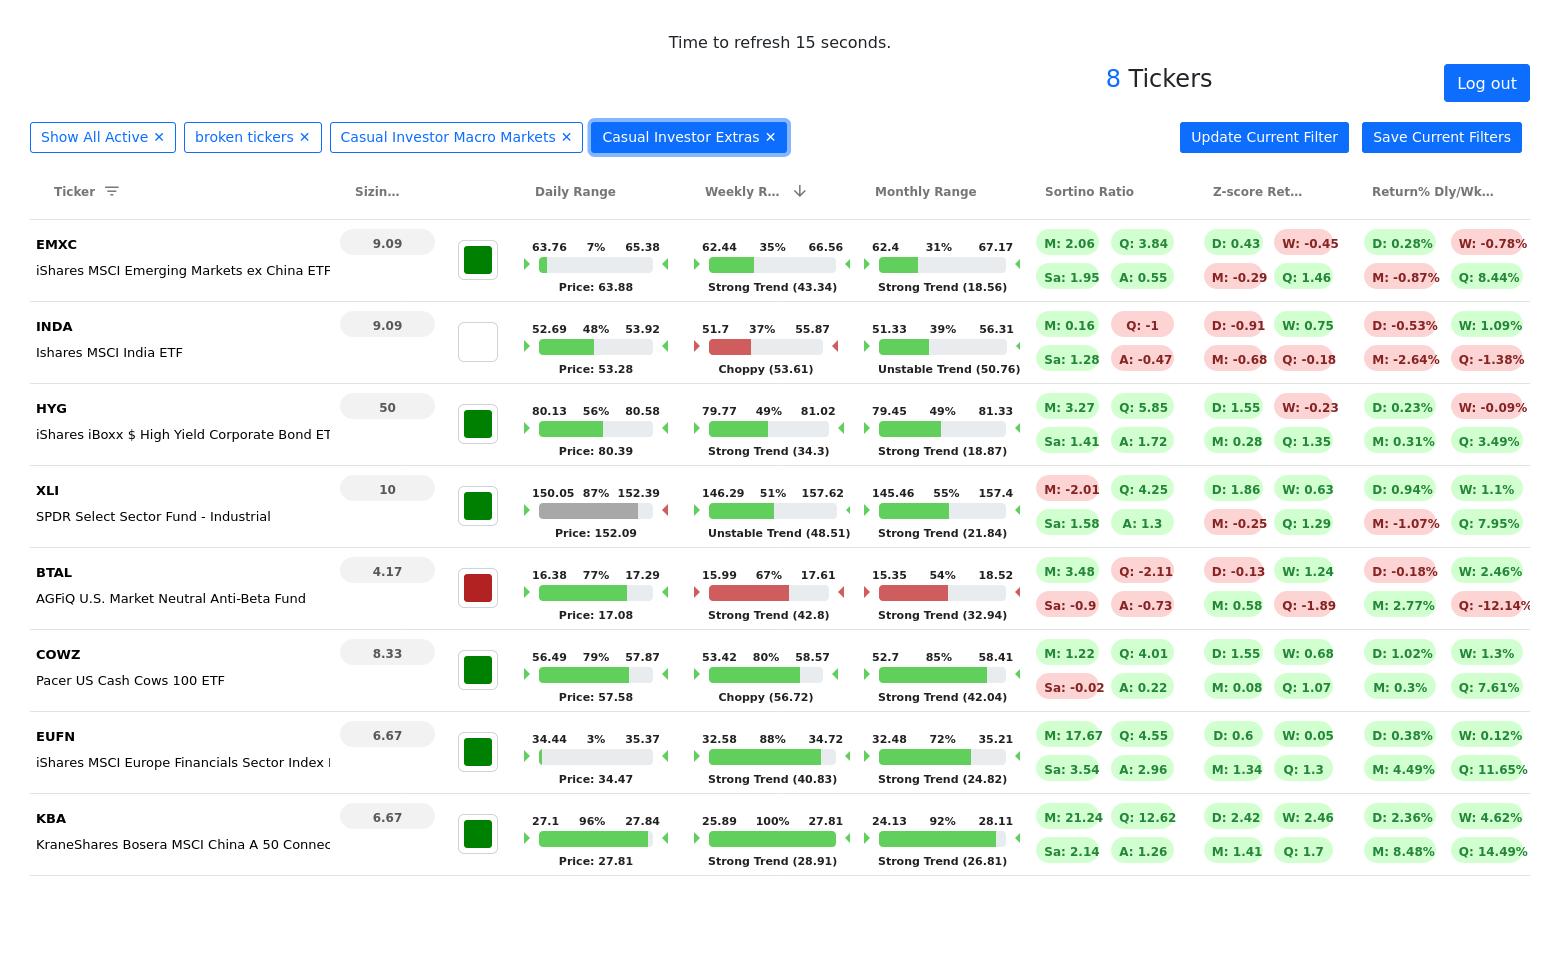 Time to refresh 15 seconds.
8 Tickers
Log out
Show All Active ✕ broken tickers ✕ Casual Investor Macro Markets ✕ Casual Investor Extras ✕ Update Current Filter Save Current Filters
Ticker Sizin... Daily Range Weekly R... Monthly Range Sortino Ratio Z-score Ret... Return% Dly/Wk...
EMXC 9.09 63.76 7% 65.38 62.44 35% 66.56 62.4 31% 67.17 M: 2.06 Q: 3.84 D: 0.43 W: -0.45 D: 0.28% W: -0.78%
iShares MSCI Emerging Markets ex China ETF Sa: 1.95 A: 0.55 M: -0.29 Q: 1.46 M: -0.87% Q: 8.44%
Price: 63.88 Strong Trend (43.34) Strong Trend (18.56)
INDA 9.09 52.69 48% 53.92 51.7 37% 55.87 51.33 39% 56.31 M: 0.16 Q: -1 D: -0.91 W: 0.75 D: -0.53% W: 1.09%
Ishares MSCI India ETF Sa: 1.28 A: -0.47 M: -0.68 Q: -0.18 M: -2.64% Q: -1.38%
Price: 53.28 Choppy (53.61) Unstable Trend (50.76)
HYG 50 80.13 56% 80.58 79.77 49% 81.02 79.45 49% 81.33 M: 3.27 Q: 5.85 D: 1.55 W: -0.23 D: 0.23% W: -0.09%
iShares iBoxx $ High Yield Corporate Bond ET Sa: 1.41 A: 1.72 M: 0.28 Q: 1.35 M: 0.31% Q: 3.49%
Price: 80.39 Strong Trend (34.3) Strong Trend (18.87)
XLI 10 150.05 87% 152.39 146.29 51% 157.62 145.46 55% 157.4 M: -2.01 Q: 4.25 D: 1.86 W: 0.63 D: 0.94% W: 1.1%
SPDR Select Sector Fund - Industrial Sa: 1.58 A: 1.3 M: -0.25 Q: 1.29 M: -1.07% Q: 7.95%
Price: 152.09 Unstable Trend (48.51) Strong Trend (21.84)
BTAL 4.17 16.38 77% 17.29 15.99 67% 17.61 15.35 54% 18.52 M: 3.48 Q: -2.11 D: -0.13 W: 1.24 D: -0.18% W: 2.46%
AGFiQ U.S. Market Neutral Anti-Beta Fund Sa: -0.9 A: -0.73 M: 0.58 Q: -1.89 M: 2.77% Q: -12.14%
Price: 17.08 Strong Trend (42.8) Strong Trend (32.94)
COWZ 8.33 56.49 79% 57.87 53.42 80% 58.57 52.7 85% 58.41 M: 1.22 Q: 4.01 D: 1.55 W: 0.68 D: 1.02% W: 1.3%
Pacer US Cash Cows 100 ETF Sa: -0.02 A: 0.22 M: 0.08 Q: 1.07 M: 0.3% Q: 7.61%
Price: 57.58 Choppy (56.72) Strong Trend (42.04)
EUFN 6.67 34.44 3% 35.37 32.58 88% 34.72 32.48 72% 35.21 M: 17.67 Q: 4.55 D: 0.6 W: 0.05 D: 0.38% W: 0.12%
iShares MSCI Europe Financials Sector Index Sa: 3.54 A: 2.96 M: 1.34 Q: 1.3 M: 4.49% Q: 11.65%
Price: 34.47 Strong Trend (40.83) Strong Trend (24.82)
KBA 6.67 27.1 96% 27.84 25.89 100% 27.81 24.13 92% 28.11 M: 21.24 Q: 12.62 D: 2.42 W: 2.46 D: 2.36% W: 4.62%
KraneShares Bosera MSCI China A 50 Connec Sa: 2.14 A: 1.26 M: 1.41 Q: 1.7 M: 8.48% Q: 14.49%
Price: 27.81 Strong Trend (28.91) Strong Trend (26.81)